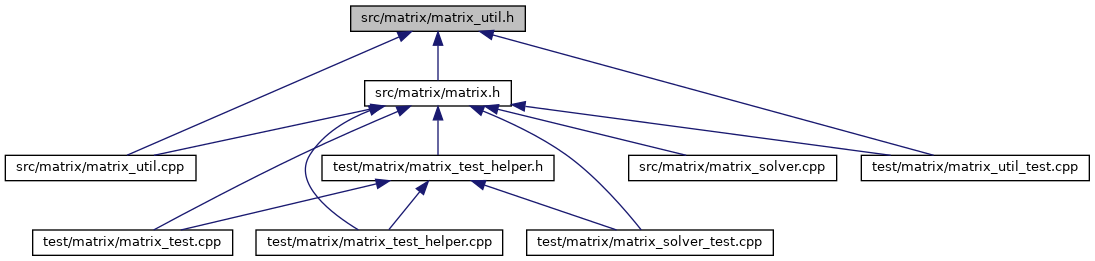 src/matrix/matrix_util.h
src/matrix/matrix.h
src/matrix/matrix_util.cpp
test/matrix/matrix_test_helper.h
src/matrix/matrix_solver.cpp
test/matrix/matrix_util_test.cpp
test/matrix/matrix_test.cpp
test/matrix/matrix_test_helper.cpp
test/matrix/matrix_solver_test.cpp